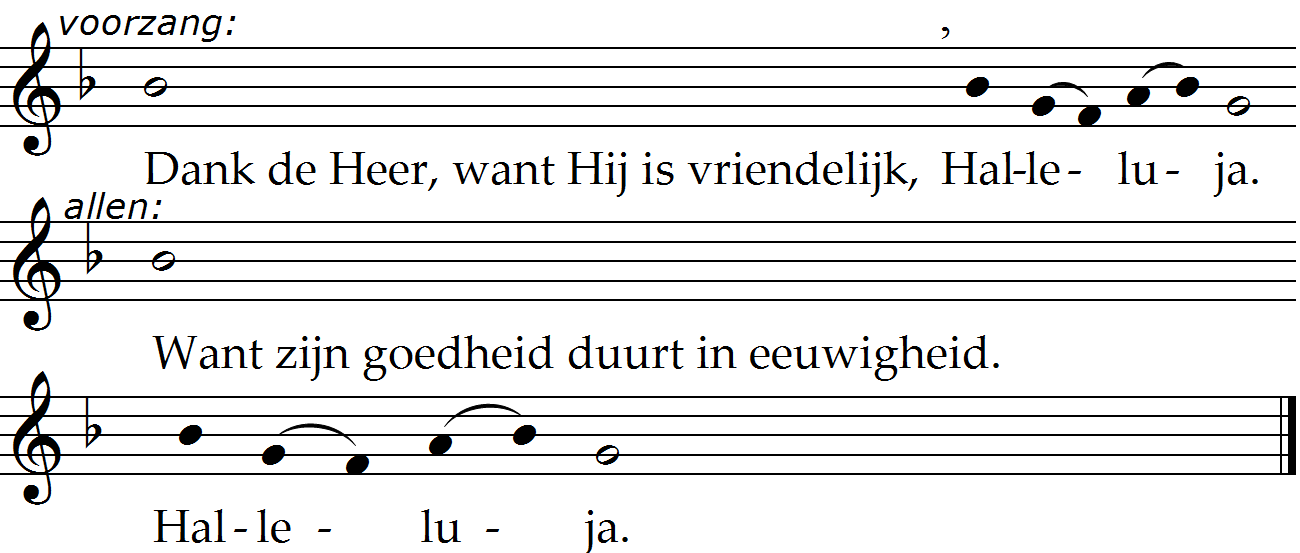 voorzang:
,
Dank de Heer, want Hij is vriendelijk, Hal-le- lu- ja.
allen:
Want zijn goedheid duurt in eeuwigheid.
Hal-le - lu - ja.